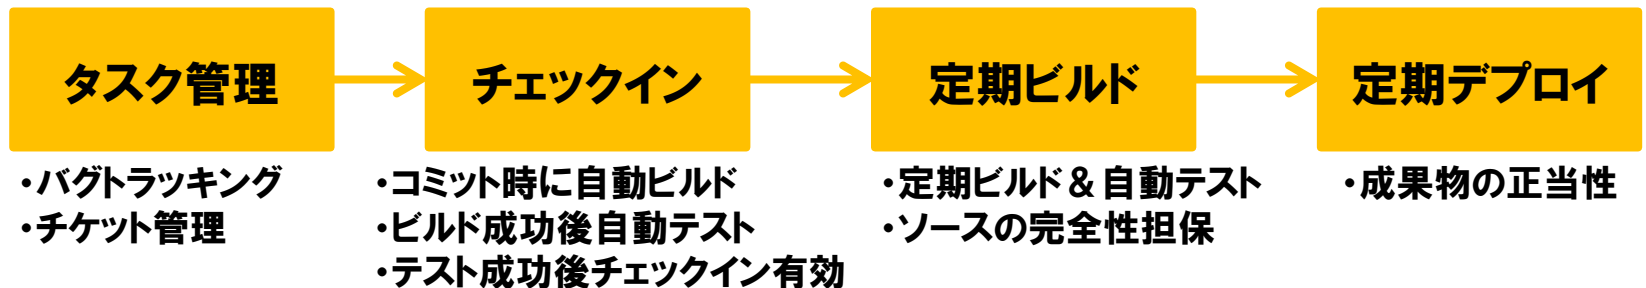 タスク管理
・バグトラッキング
・チケット管理
チェックイン
・コミット時に自動ビルド
・ビルド成功後自動テスト
・テスト成功後チェックイン有効
定期ビルド
・定期ビルド＆自動テスト
・ソースの完全性担保
定期デプロイ
・成果物の正当性